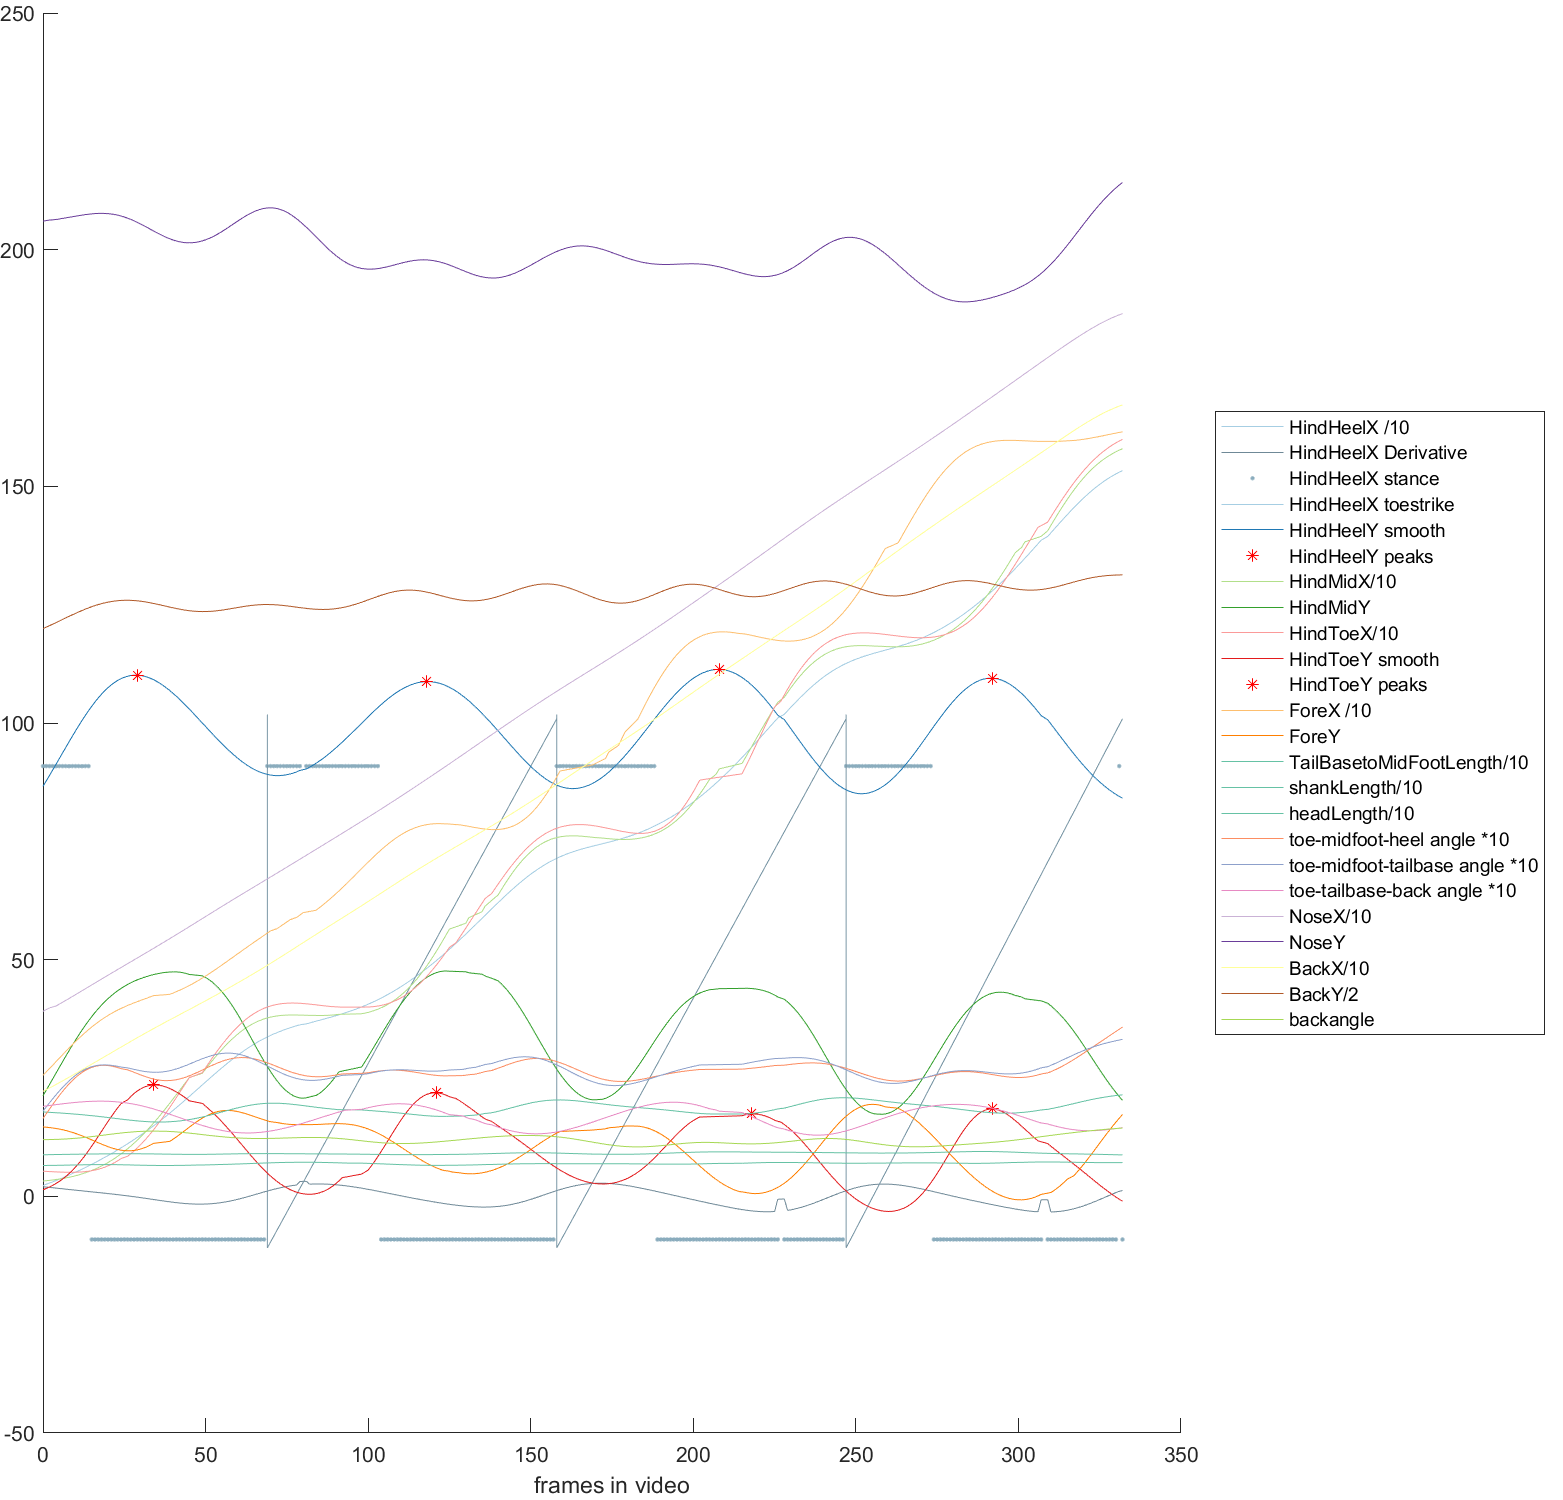 250
200
150
100
50
0
-50
0 50 100 150 200 250 300 350
frames in video
HindHeelX /10
HindHeelX Derivative
HindHeelX stance
HindHeelX toestrike
HindHeelY smooth
HindHeelY peaks
HindMidX/10
HindMidY
HindToeX/10
HindToeY smooth
HindToeY peaks
ForeX /10
ForeY
TailBasetoMidFootLength/10
shankLength/10
headLength/10
toe-midfoot-heel angle *10
toe-midfoot-tailbase angle *10
toe-tailbase-back angle *10
NoseX/10
NoseY
BackX/10
BackY/2
backangle